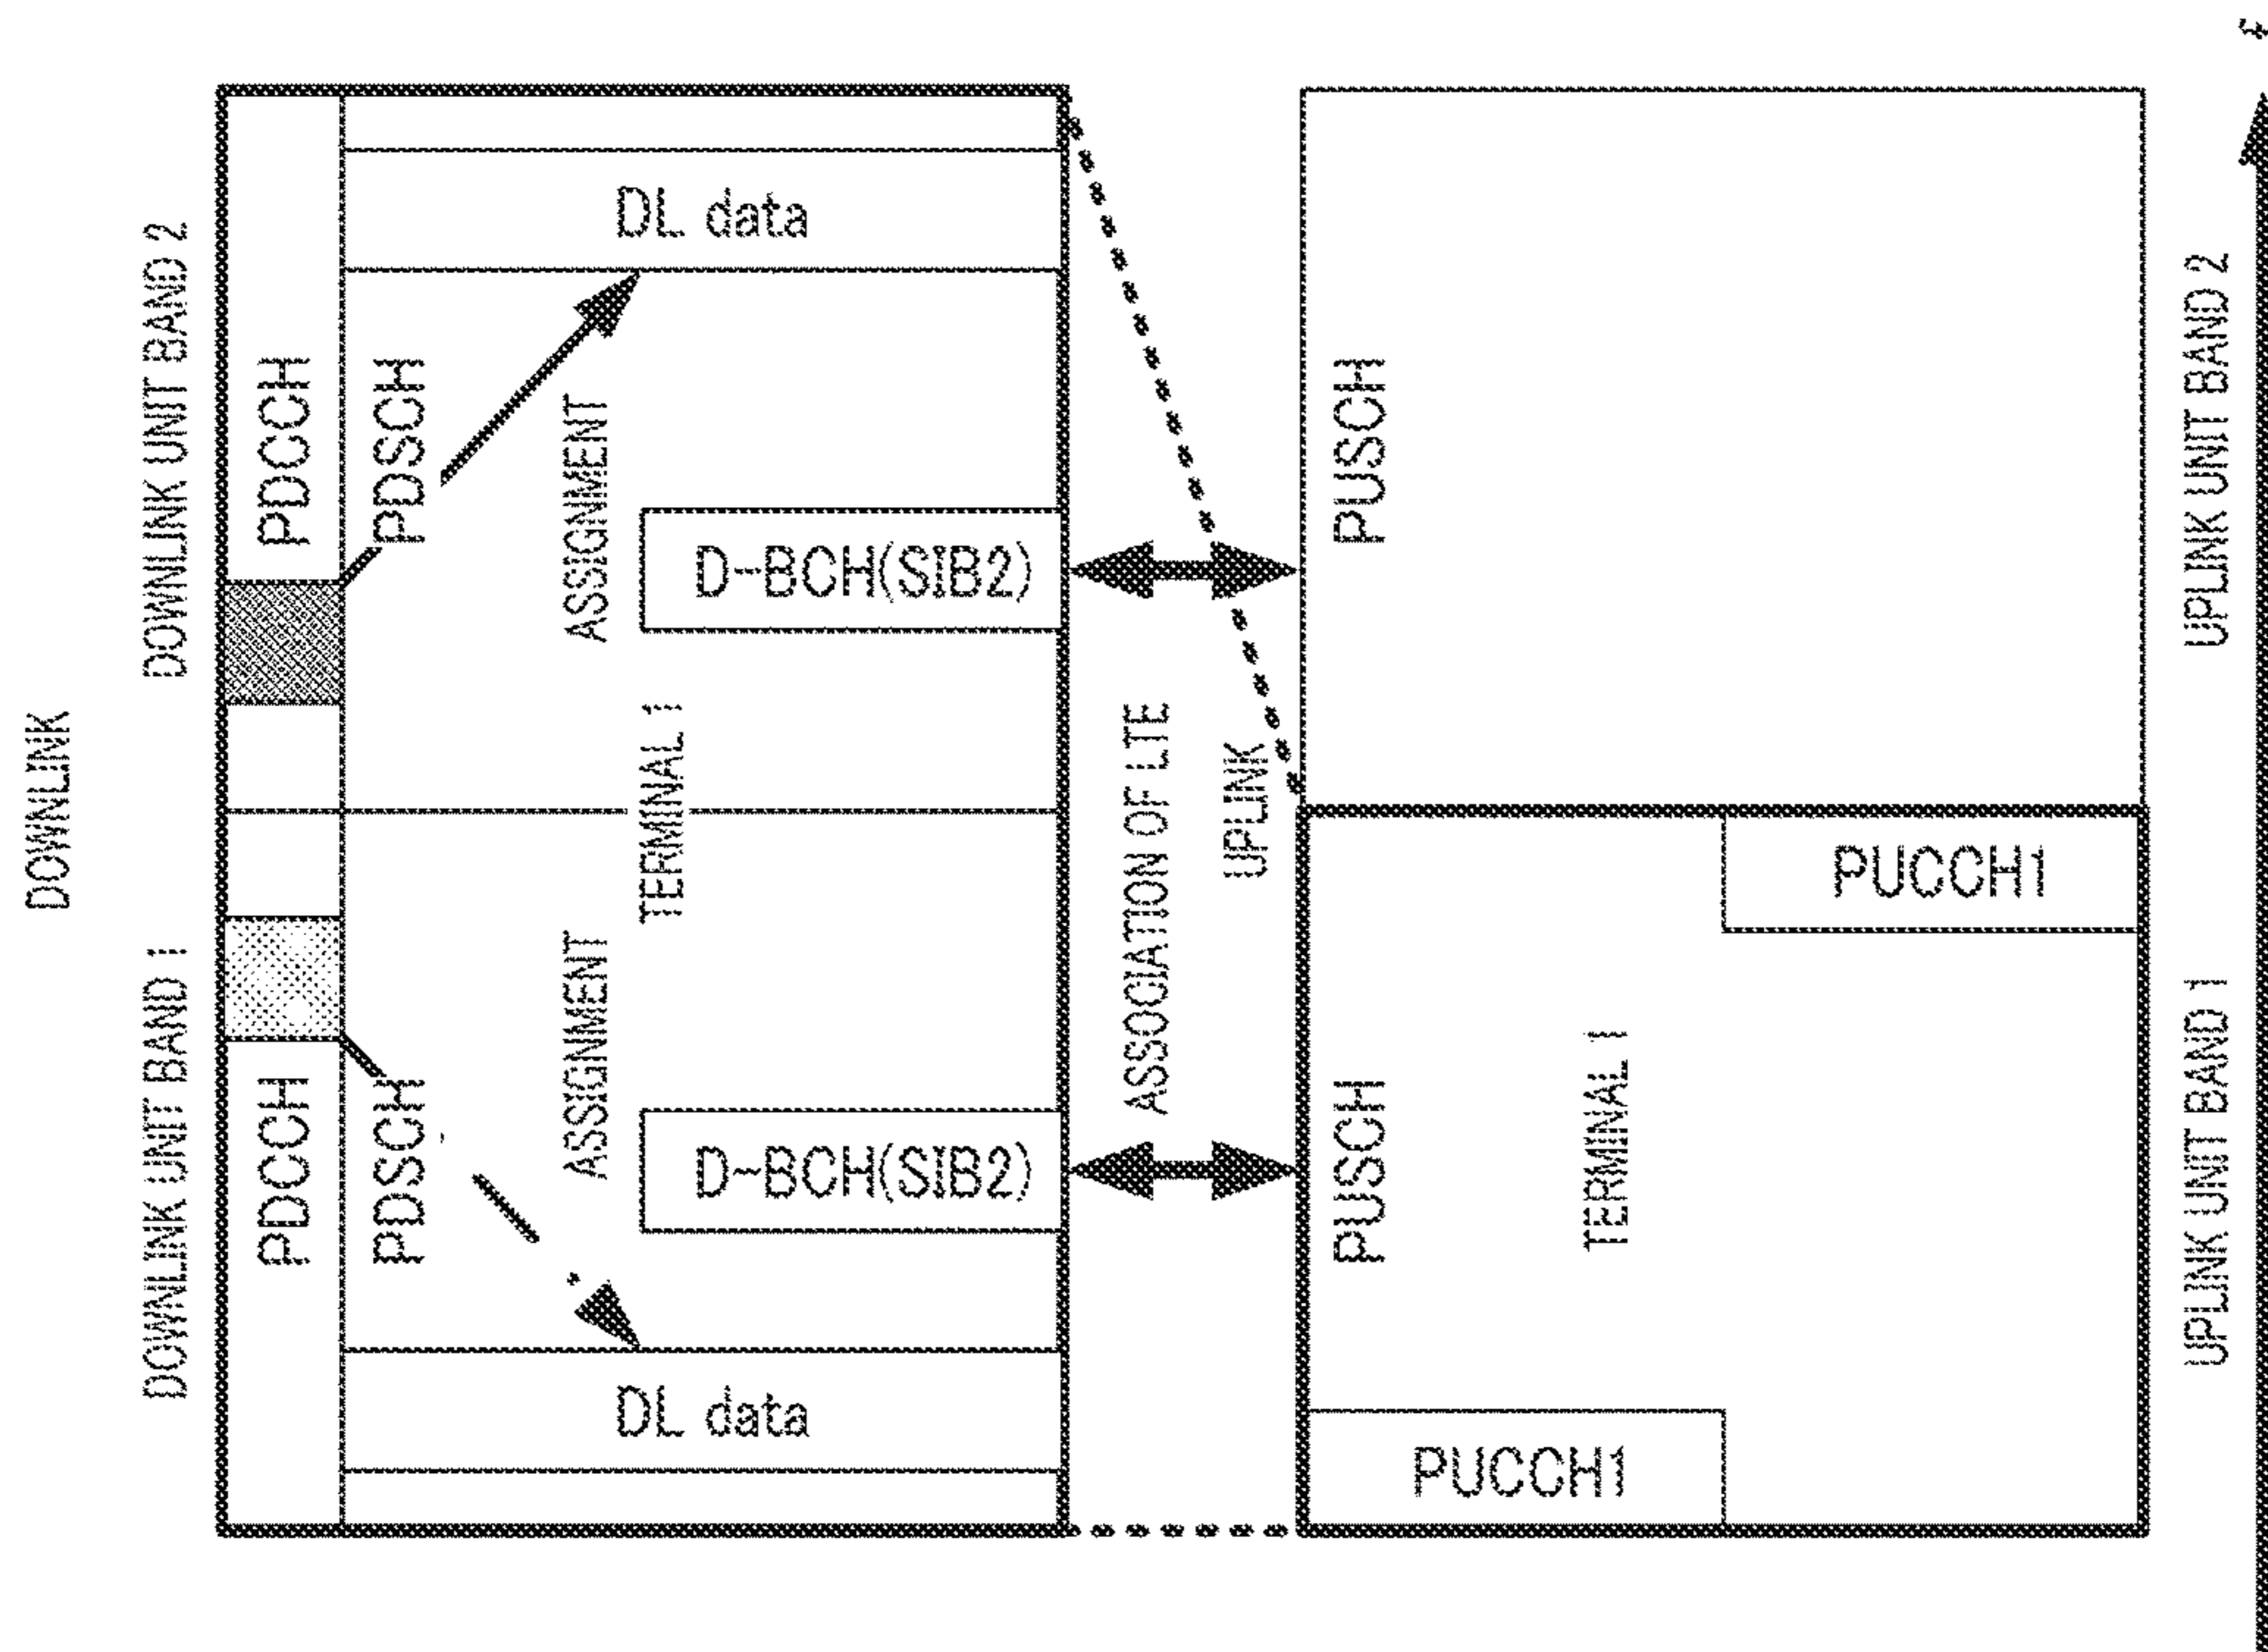 DOWNLINK
DOWNLINK UNIT BAND 1
DOWNLINK UNIT BAND 2
PDCCH
PDCCH
PDSCH
PDSCH
ASSIGNMENT
ASSIGNMENT
TERMINAL 1
DL data
D-BCH(SIB2)
D-BCH(SIB2)
DL data
ASSOCIATION OF LTE
UPLINK
PUSCH
PUSCH
PUCCH1
TERMINAL 1
PUCCH1
UPLINK UNIT BAND 1
UPLINK UNIT BAND 2
f